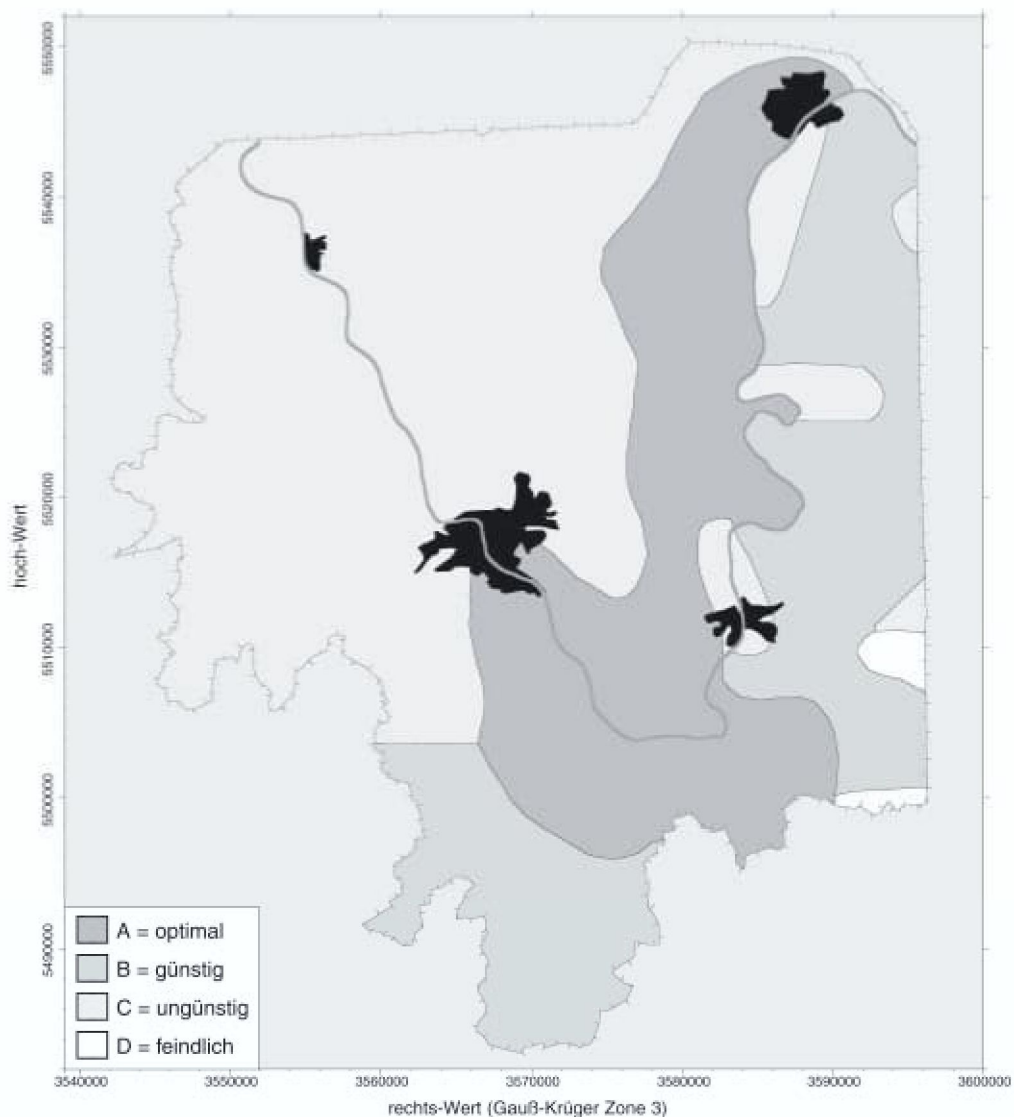 5550000
5540000
5530000
5520000
5510000
5500000
5490000
hoch-Wert
A = optimal
B = günstig
C = ungünstig
D = feindlich
3540000 3550000 3560000 3570000 3580000 3590000 3600000
rechts-Wert (Gauß-Krüger Zone 3)